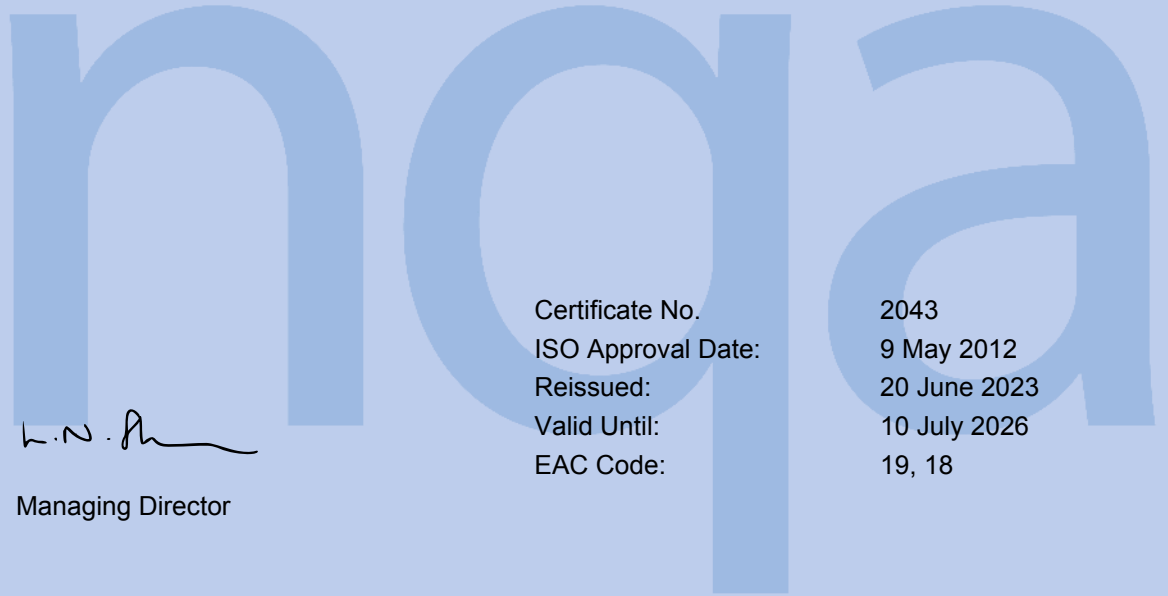 nqa
Certificate No. 2043
ISO Approval Date: 9 May 2012
Reissued: 20 June 2023
Valid Until: 10 July 2026
EAC Code: 19, 18
Managing Director